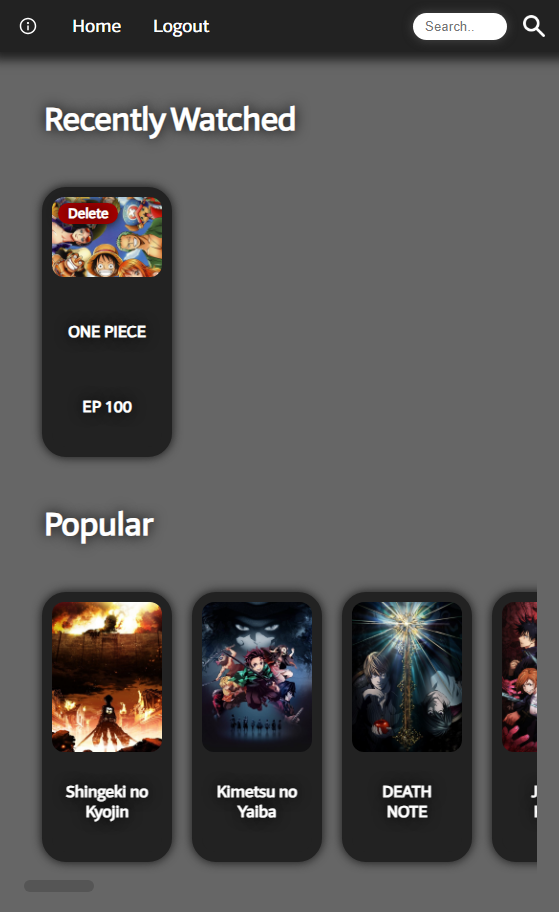 Home Logout Search..
Recently Watched
Delete
ONE PIECE
EP 100
Popular
Shingeki no
Kyojin
Kimetsu no
Yaiba
DEATH
NOTE